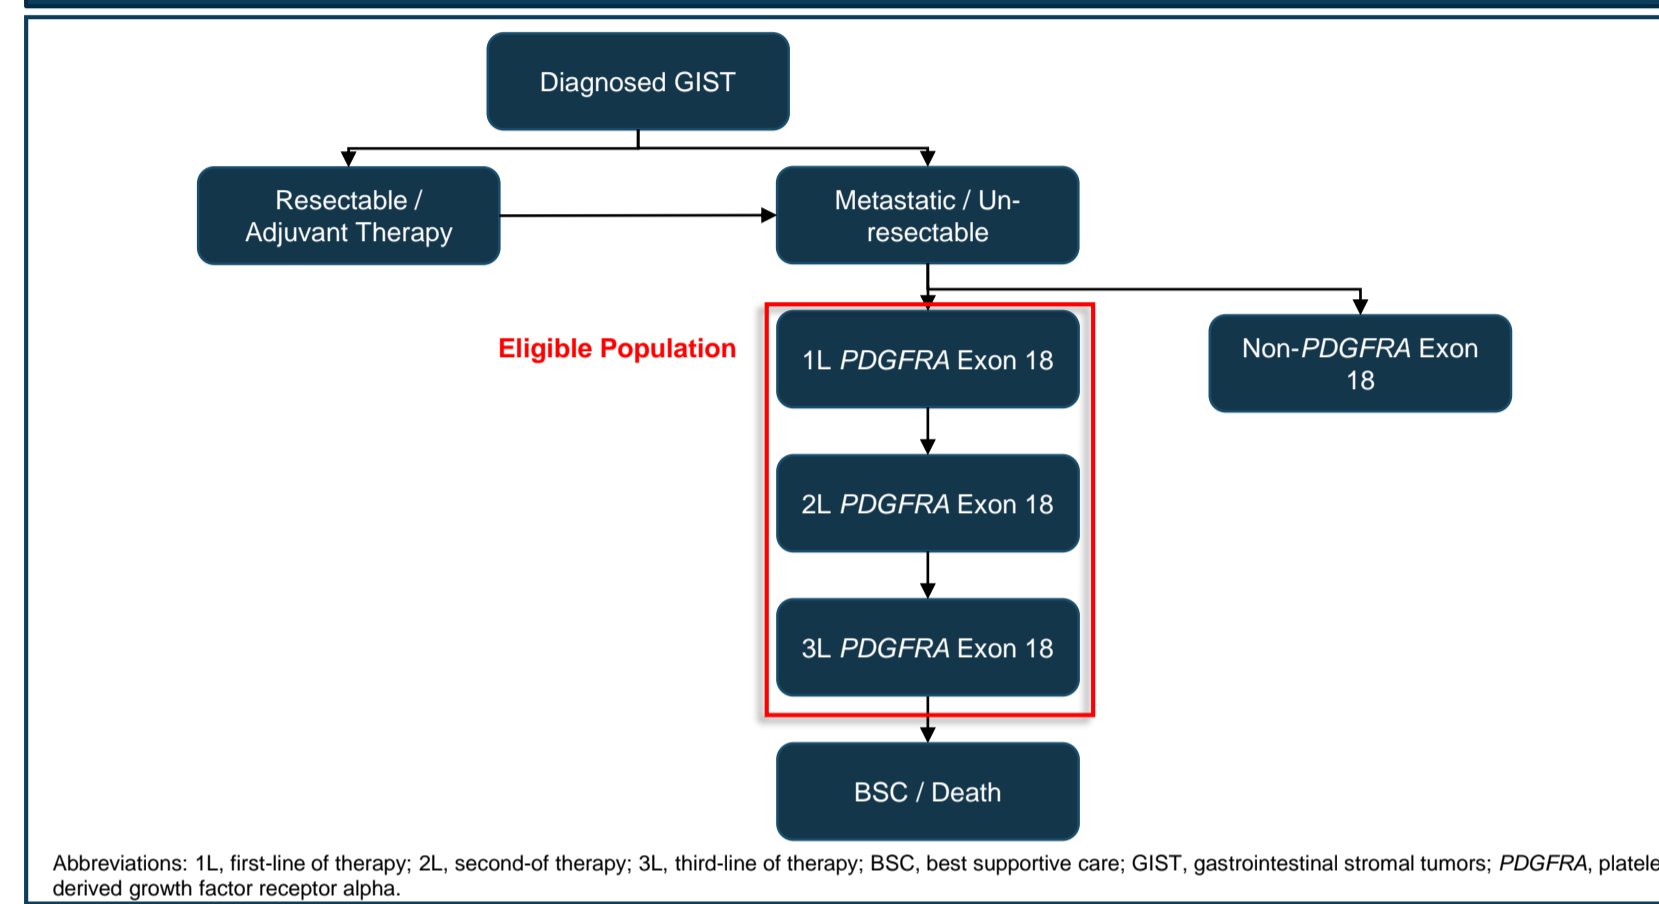 Diagnosed GIST
Resectable /
Adjuvant Therapy
Metastatic / Un-
resectable
Eligible Population
1L PDGFRA Exon 18
Non-PDGFRA Exon
18
2L PDGFRA Exon 18
3L PDGFRA Exon 18
BSC / Death
Abbreviations: 1L, first-line of therapy; 2L, second-of therapy; 3L, third-line of therapy; BSC, best supportive care; GIST, gastrointestinal stromal tumors; PDGFRA, platele
derived growth factor receptor alpha.